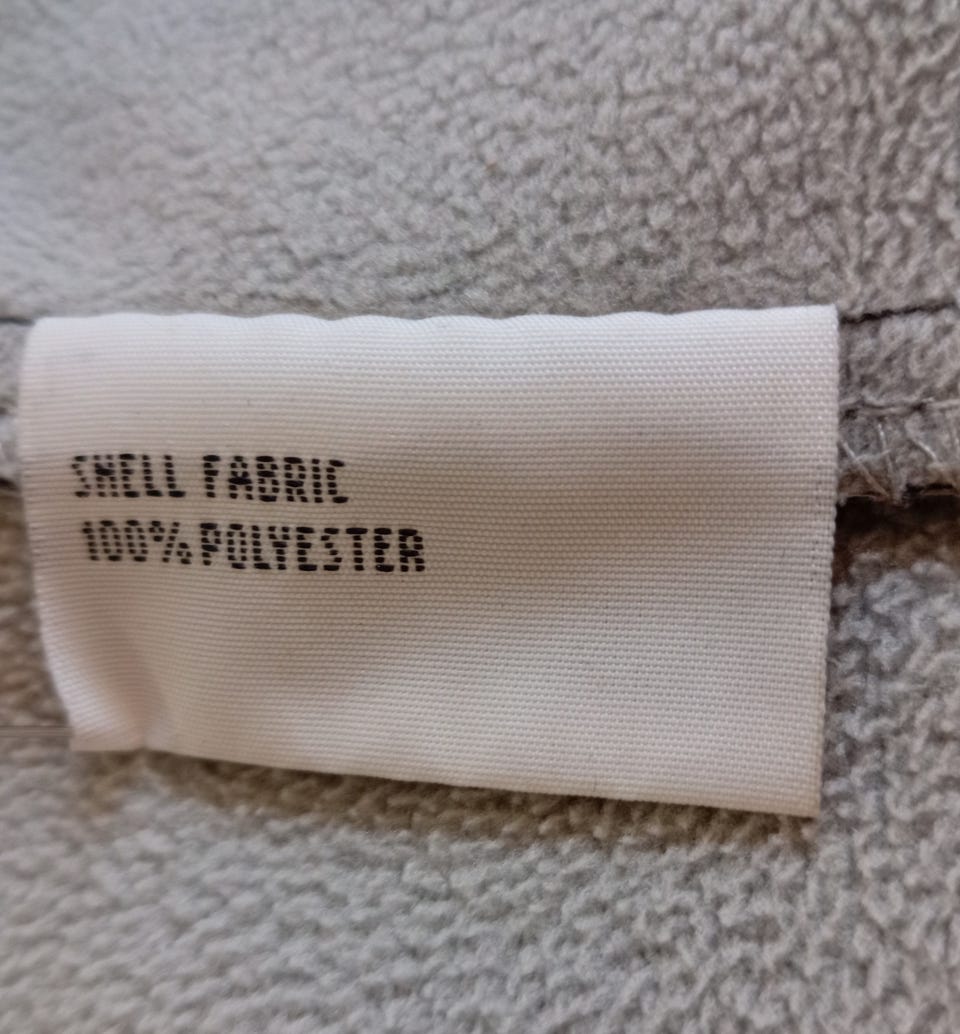 SHELL FABRIC
100% POLYESTER